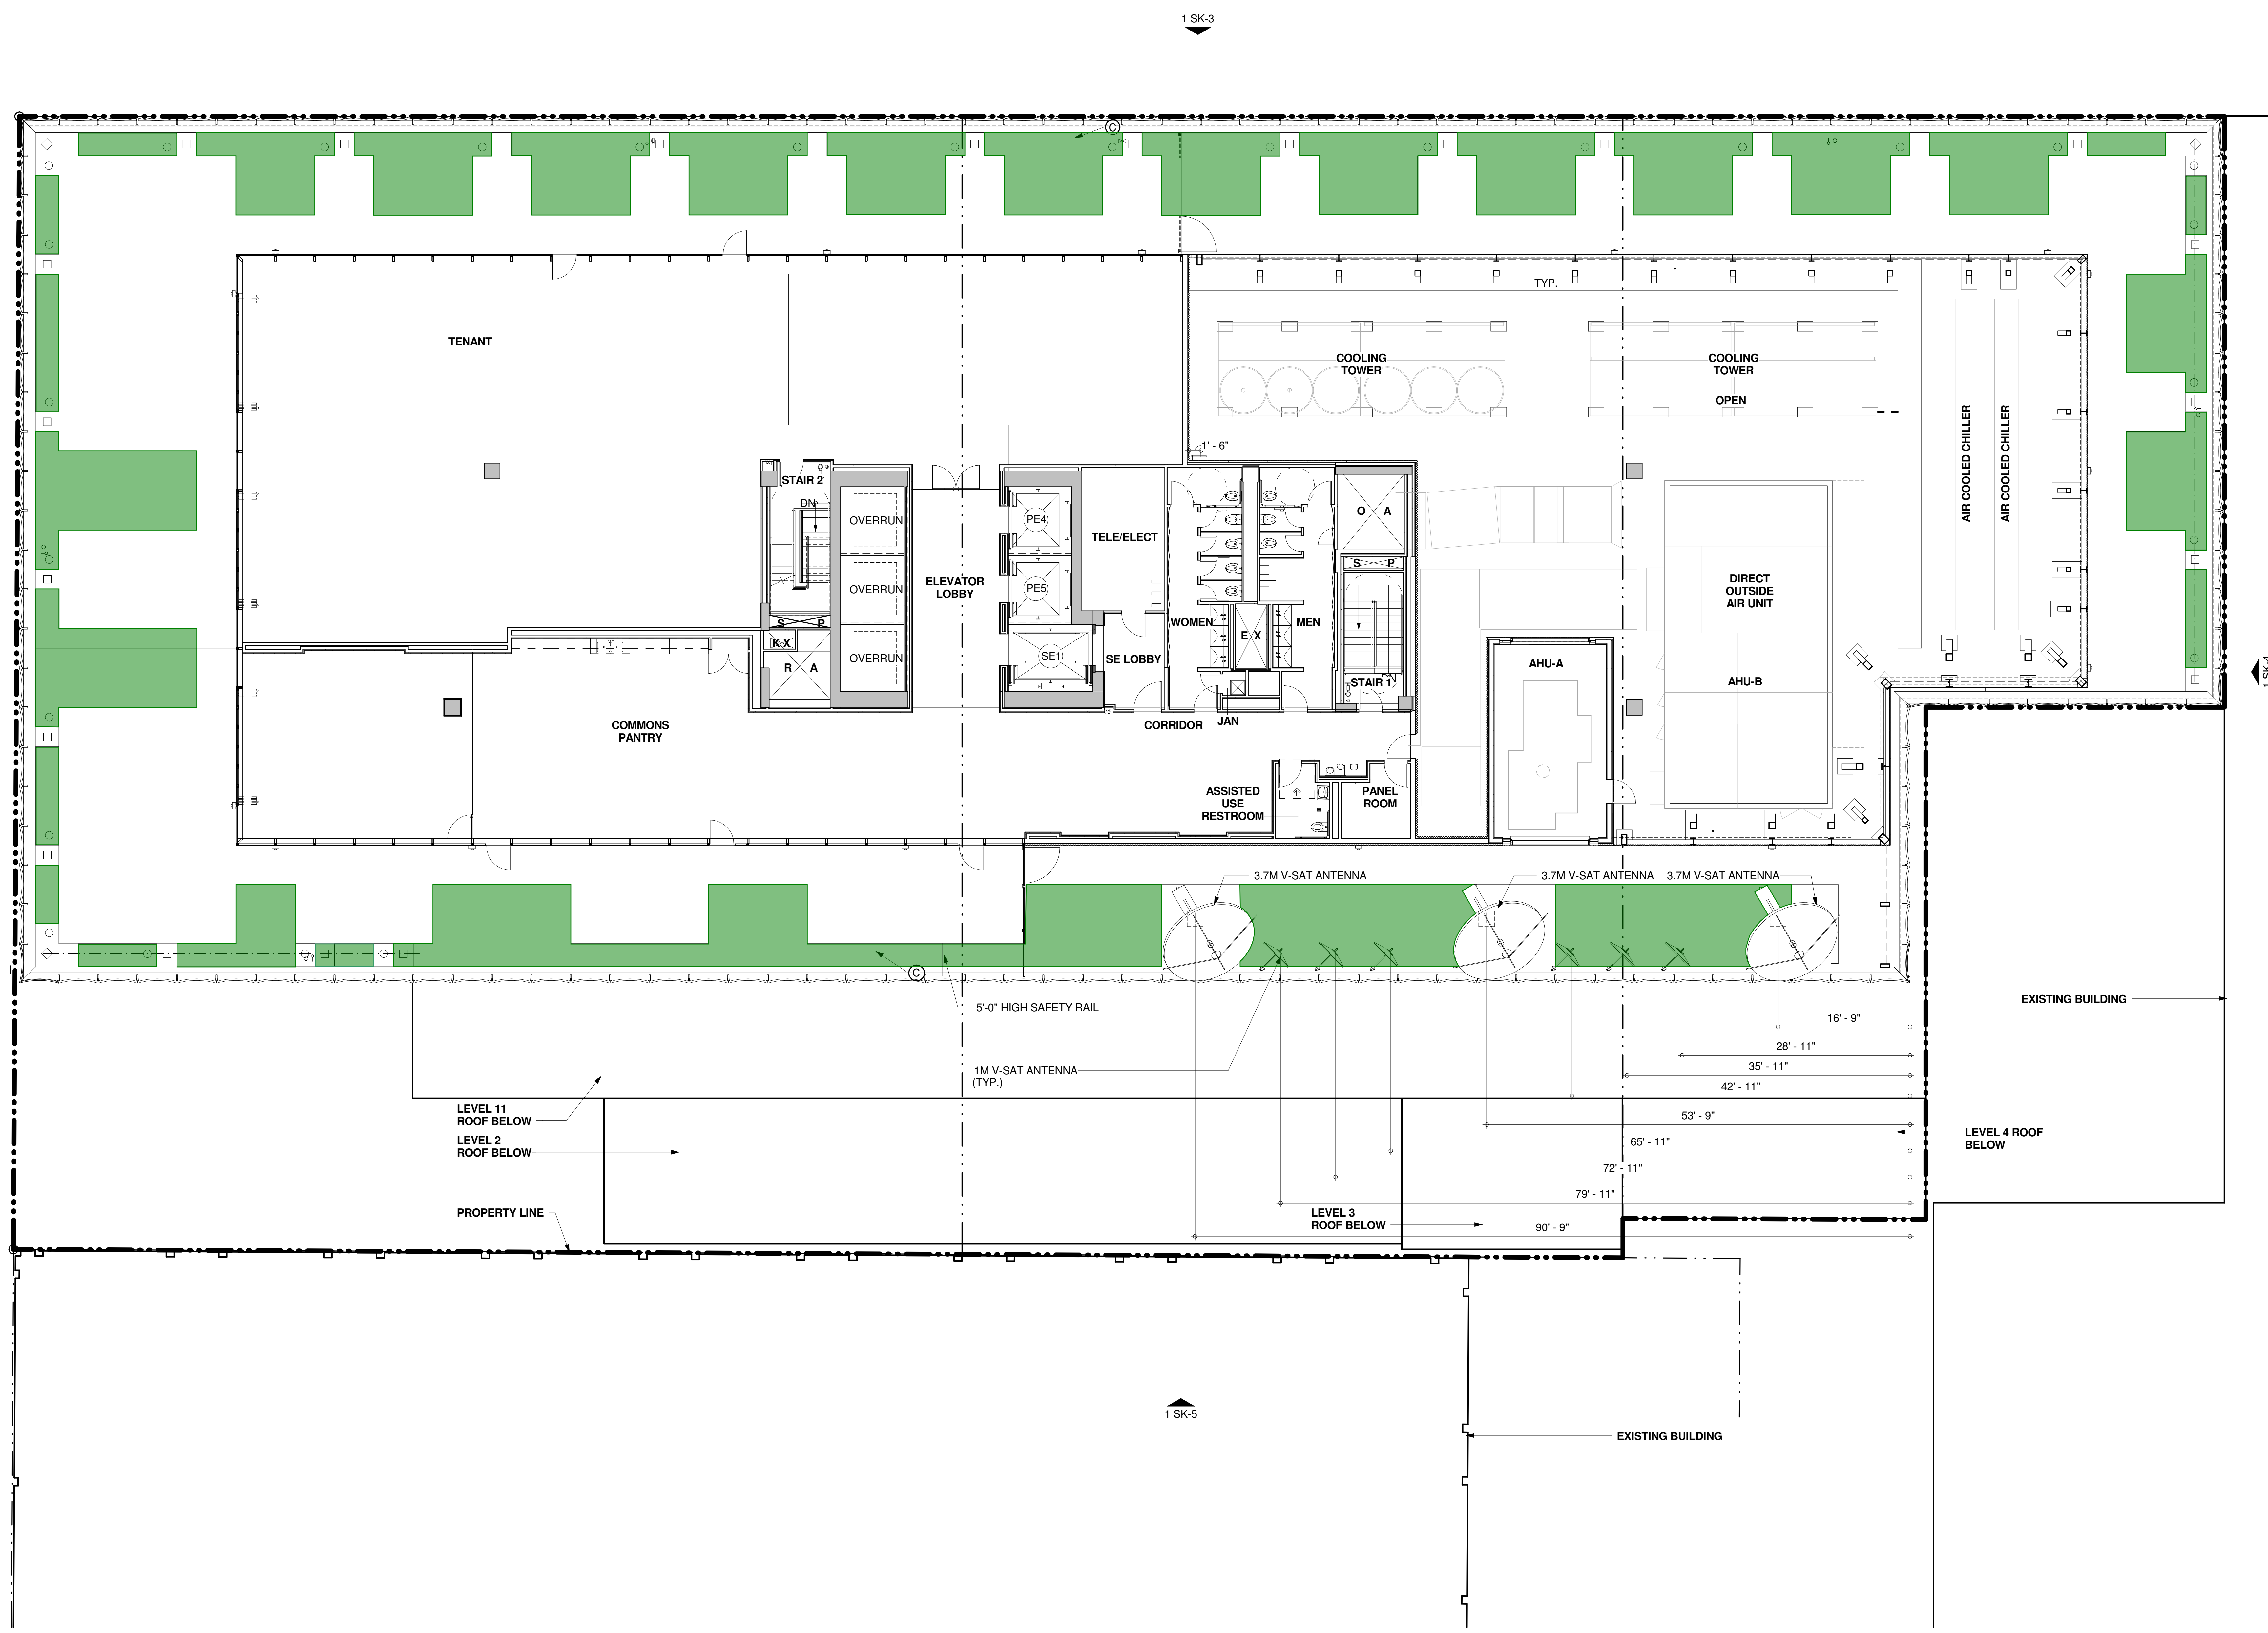 1 SK-3
C
TYP.
TENANT
COOLING
TOWER
COOLING
TOWER
OPEN
AIR COOLED CHILLER
AIR COOLED CHILLER
1' - 6"
STAIR 2
DN
OVERRUN
OVERRUN
OVERRUN
ELEVATOR
LOBBY
PE4
PE5
SE1
TELE/ELECT
O A
S P
DIRECT
OUTSIDE
AIR UNIT
WOMEN
E X
MEN
S P
K X
R A
SE LOBBY
STAIR 1
AHU-A
AHU-B
1 SK-4
COMMONS
PANTRY
CORRIDOR
JAN
ASSISTED
USE
RESTROOM
PANEL
ROOM
3.7M V-SAT ANTENNA
3.7M V-SAT ANTENNA
3.7M V-SAT ANTENNA
C
5'-0" HIGH SAFETY RAIL
EXISTING BUILDING
16' - 9"
28' - 11"
35' - 11"
1M V-SAT ANTENNA
(TYP.)
42' - 11"
LEVEL 11
ROOF BELOW
53' - 9"
LEVEL 4 ROOF
BELOW
LEVEL 2
ROOF BELOW
65' - 11"
72' - 11"
79' - 11"
PROPERTY LINE
LEVEL 3
ROOF BELOW
90' - 9"
1 SK-5
EXISTING BUILDING